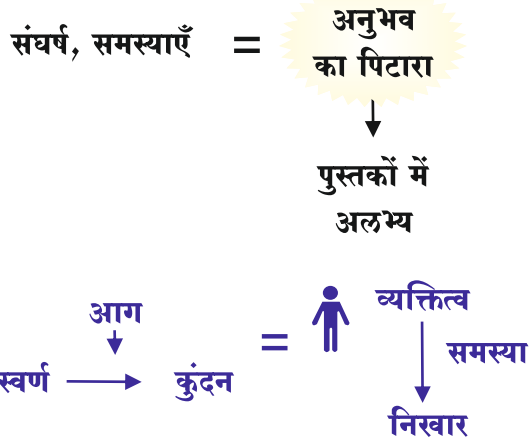 संघर्ष, समस्याएँ = अनुभव
का पिटारा
पुस्तकों में
अलभ्य
आग
स्वर्ण
कुंदन
=
व्यक्तित्व
समस्या
निखार